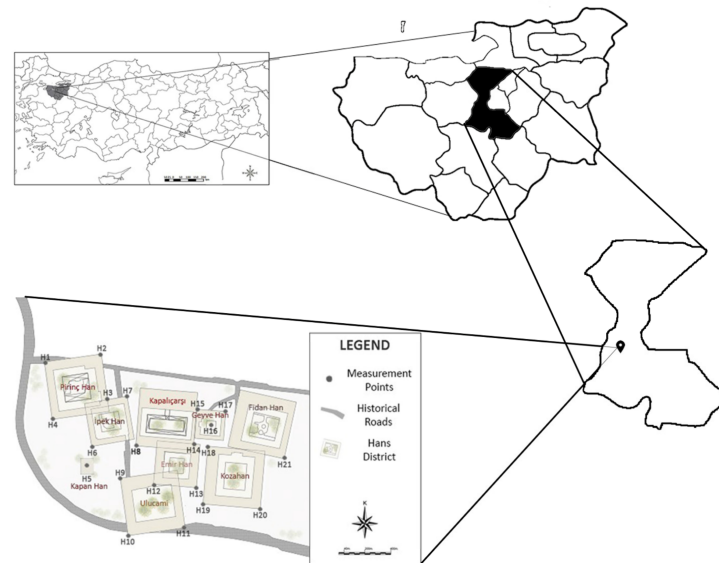 H1
H2
Pirinç Han
H3
H7
H4
İpek Han
H6
H5
Kapan Han
H8
H9
Kapalıçarşı
H15
H17
Geyve Han
H16
Fidan Han
H14
H18
H21
Emir Han
H12
H13
Kozahan
Ulucami
H19
H20
H10
H11
LEGEND
Measurement
Points
Historical
Roads
Hans
District
K